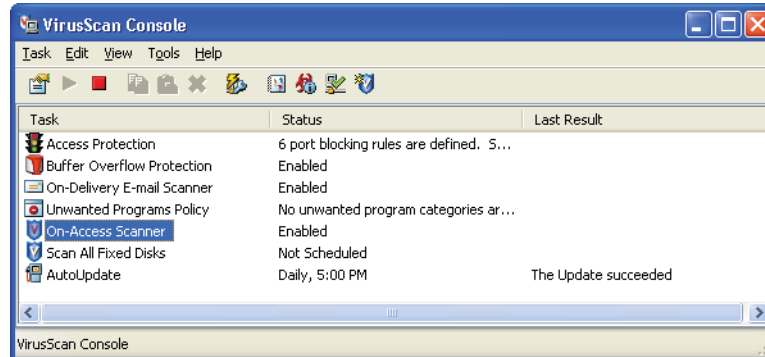 VirusScan Console
Task Edit View Tools Help
Task Status Last Result
Access Protection 6 port blocking rules are defined. S...
Buffer Overflow Protection Enabled
On-Delivery E-mail Scanner Enabled
Unwanted Programs Policy No unwanted program categories ar...
On-Access Scanner Enabled
Scan All Fixed Disks Not Scheduled
AutoUpdate Daily, 5:00 PM The Update succeeded
VirusScan Console